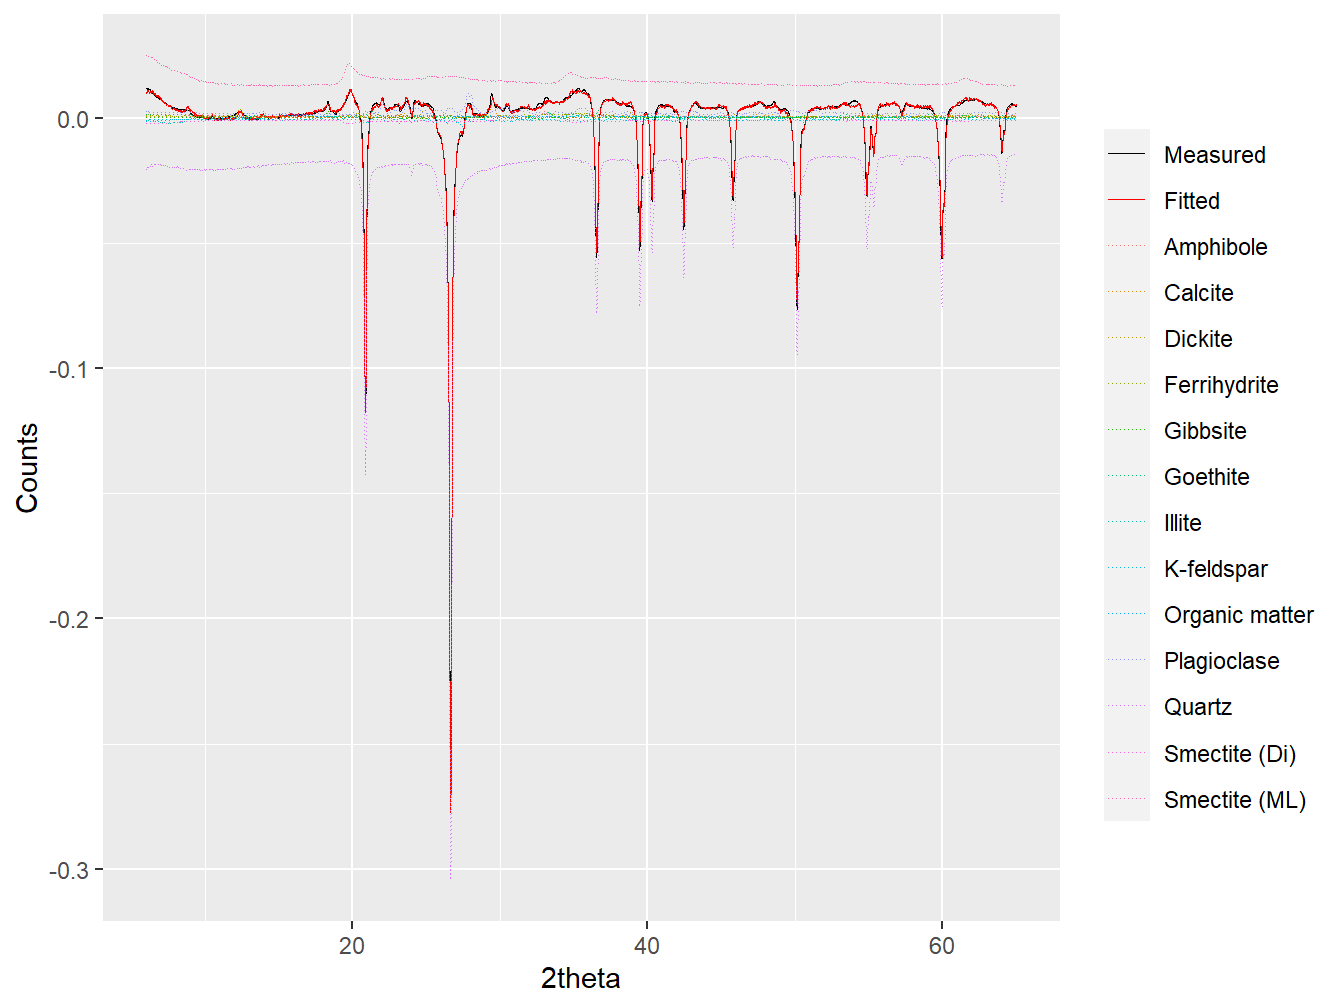 0.0
-0.1
-0.2
-0.3
Counts
20
40
60
2theta
Measured
Fitted
Amphibole
Calcite
Dickite
Ferrihydrite
Gibbsite
Goethite
Illite
K-feldspar
Organic matter
Plagioclase
Quartz
Smectite (Di)
Smectite (ML)